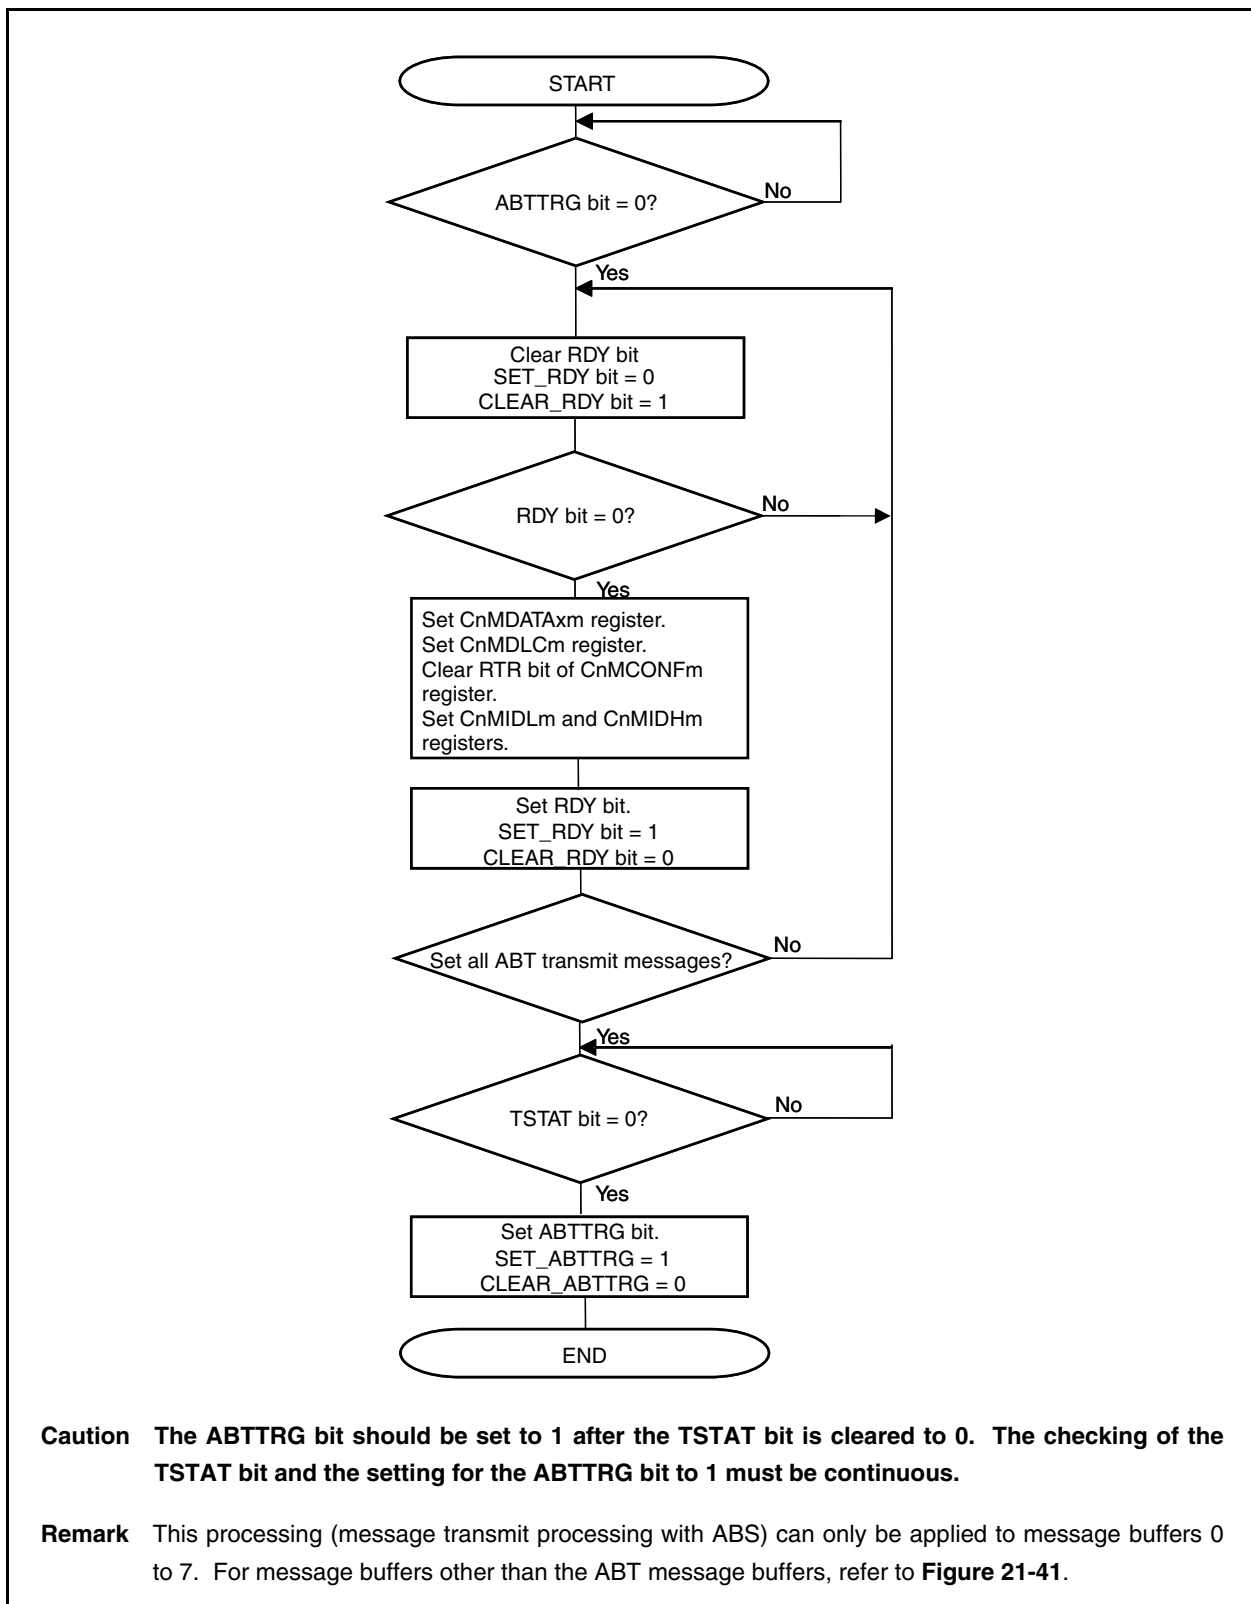 START
ABTTRG bit = 0?
No
Yes
Clear RDY bit
SET_RDY bit = 0
CLEAR_RDY bit = 1
RDY bit = 0?
No
Yes
Set CnMDATAxm register.
Set CnMDLCm register.
Clear RTR bit of CnMCONFm
register.
Set CnMIDLm and CnMIDHm
registers.
Set RDY bit.
SET_RDY bit = 1
CLEAR_RDY bit = 0
Set all ABT transmit messages?
No
Yes
TSTAT bit = 0?
No
Yes
Set ABTTRG bit.
SET_ABTTRG = 1
CLEAR_ABTTRG = 0
END
Caution The ABTTRG bit should be set to 1 after the TSTAT bit is cleared to 0. The checking of the
TSTAT bit and the setting for the ABTTRG bit to 1 must be continuous.
Remark This processing (message transmit processing with ABS) can only be applied to message buffers 0
to 7. For message buffers other than the ABT message buffers, refer to Figure 21-41.